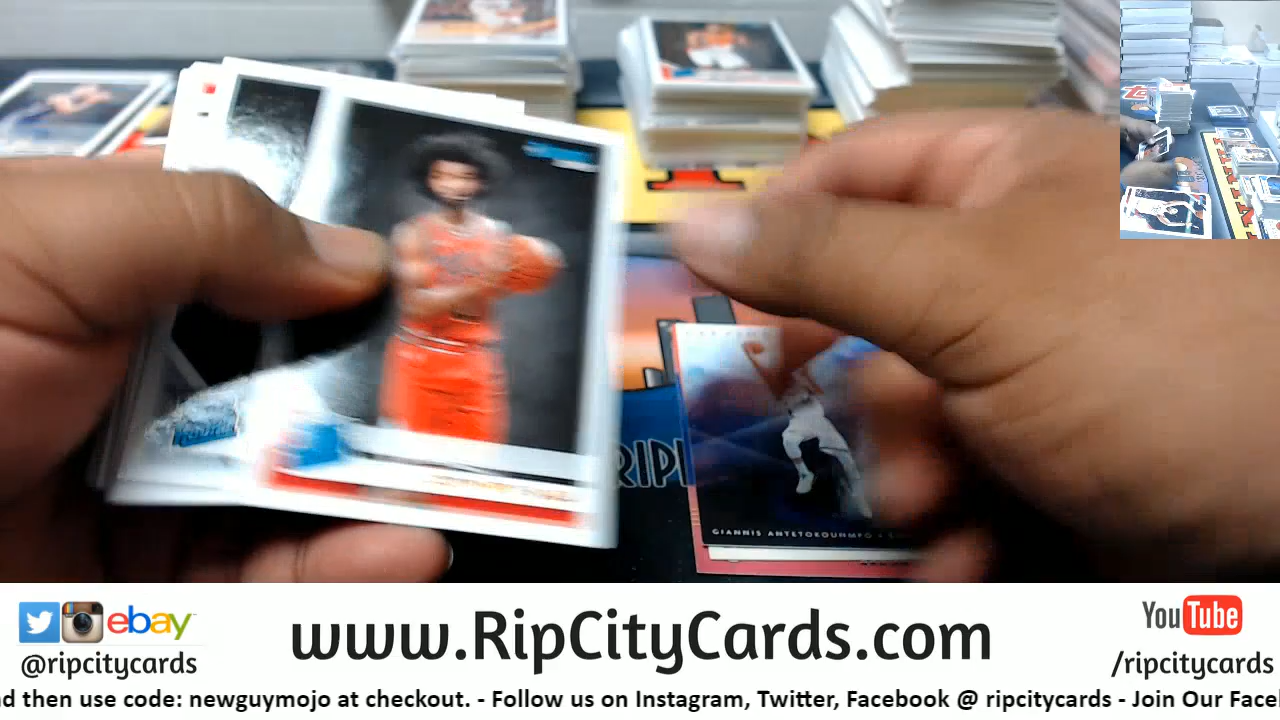 RIPI
GIANNIS ANTETOKOUNMPO
ebay
@ripcitycards
www.RipCityCards.com
YouTube
/ripcitycards
d then use code: newguymojo at checkout. - Follow us on Instagram, Twitter, Facebook @ ripcitycards - Join Our Facel